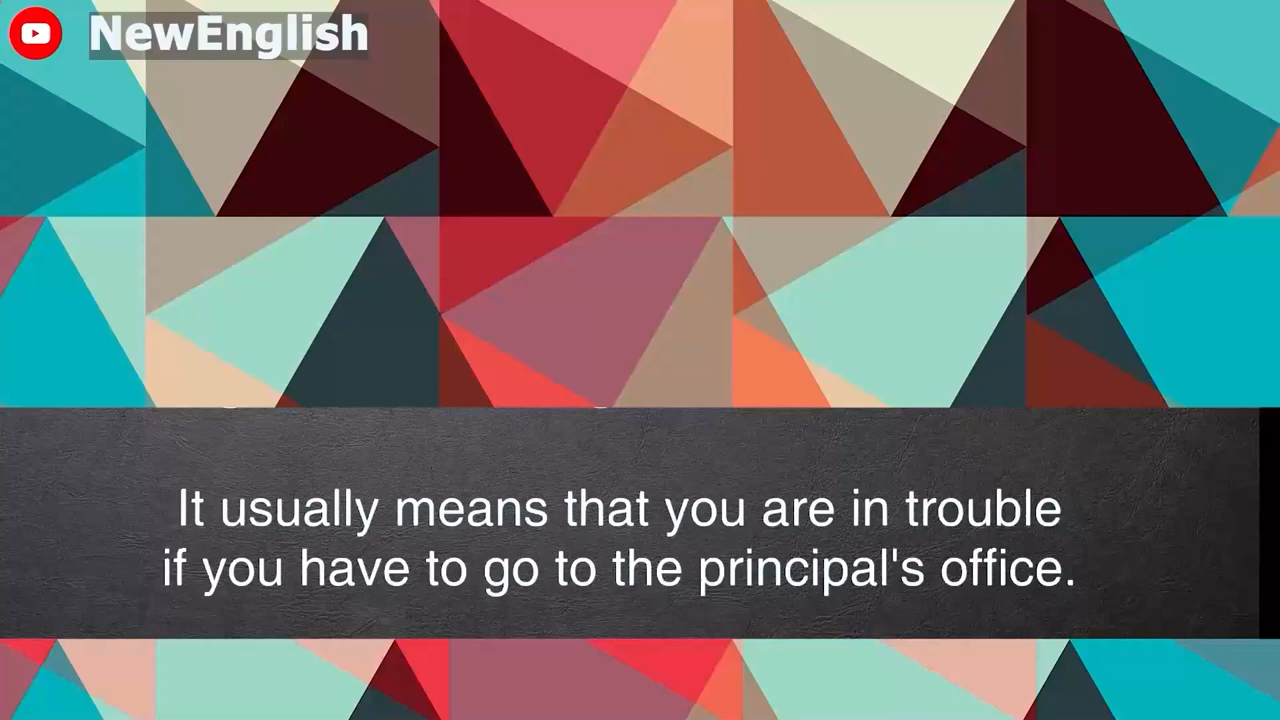 NewEnglish
It usually means that you are in trouble
if you have to go to the principal's office.